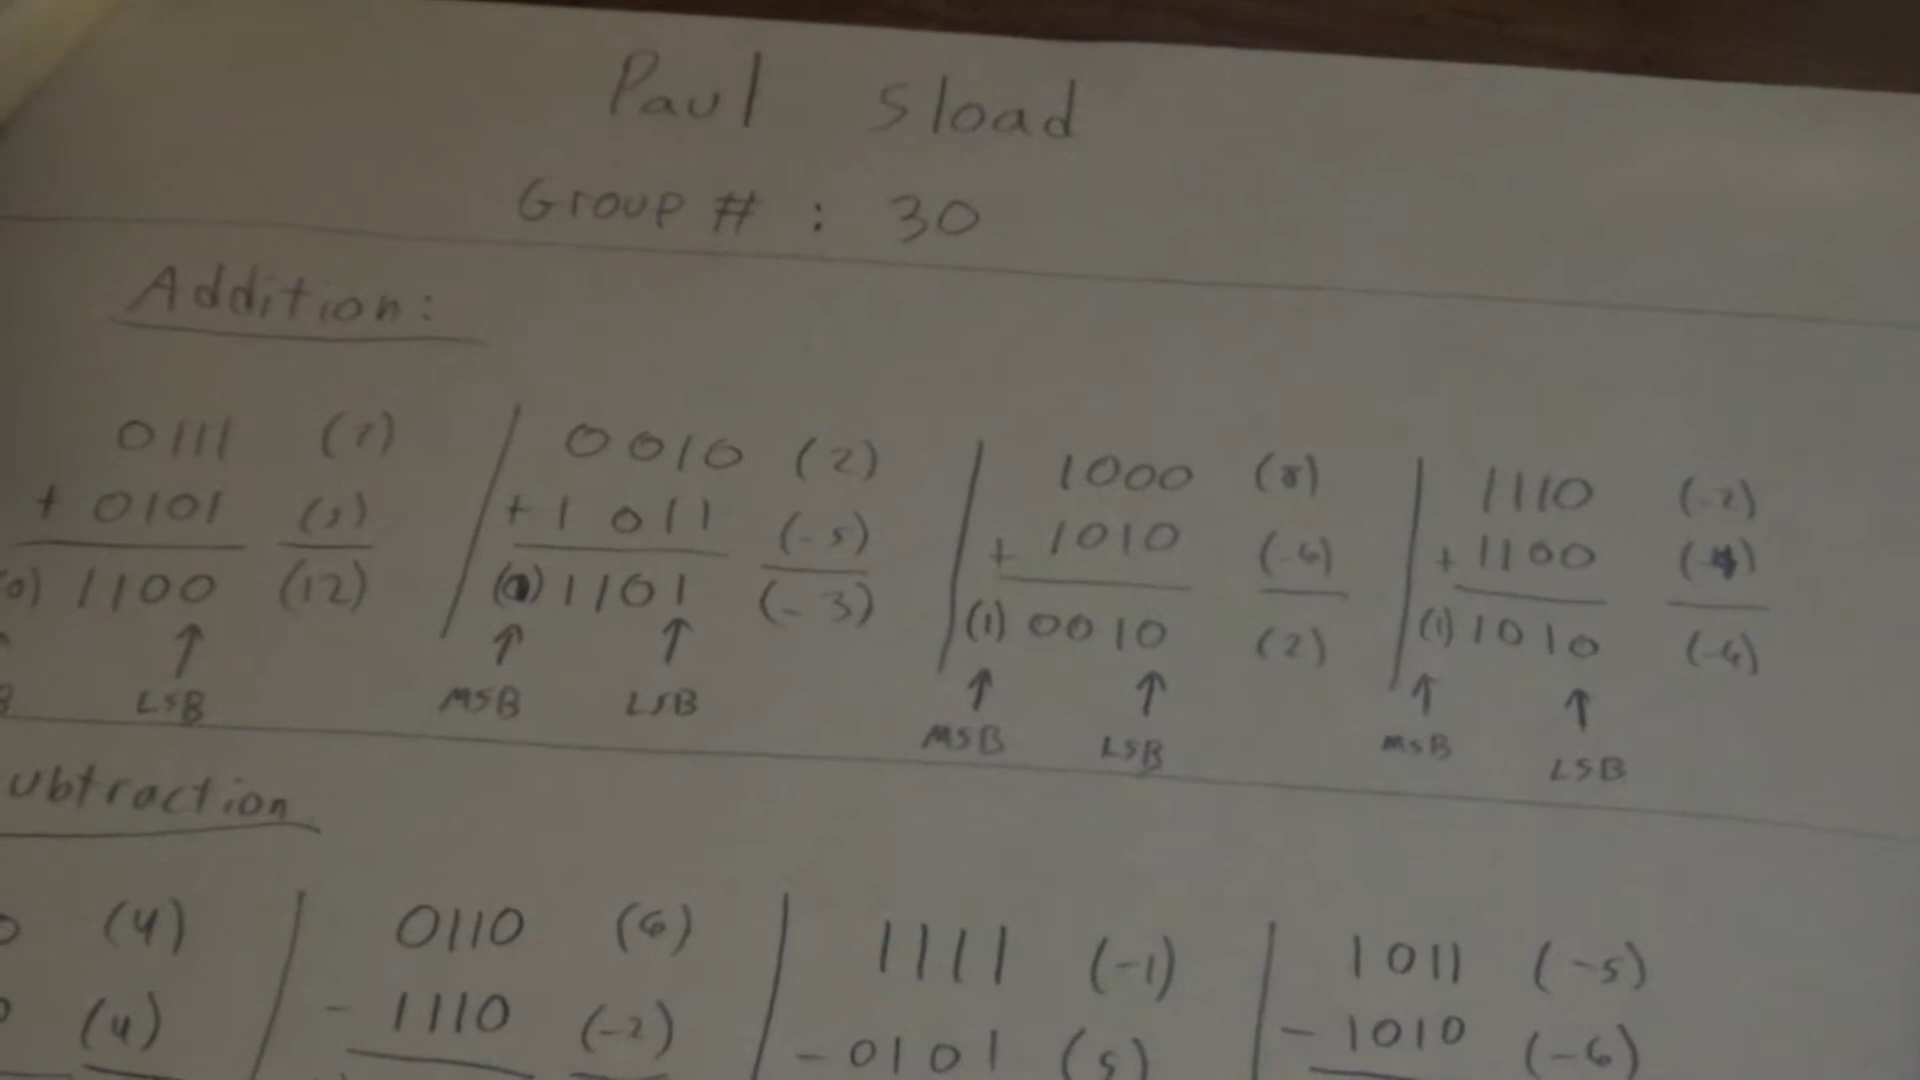 Paul Sload
Group # : 30
Addition:
0111 (7) | 0010 (2) | 1000 (8) | 1110 (-2)
+ 0101 (5) | + 1011 (-5) | + 1010 (-6) | + 1100 (-4)
(0) 1100 (12) | (0) 1101 (-3) | (1) 0010 (2) | (1) 1010 (-6)
↑ ↑ ↑ ↑ ↑ ↑ ↑
LSB MSB LSB MSB LSB MSB LSB
ubtraction
(4) | 0110 (6) | 1111 (-1) | 1011 (-5)
(4) | - 1110 (-2) | - 0101 (5) | - 1010 (-6)